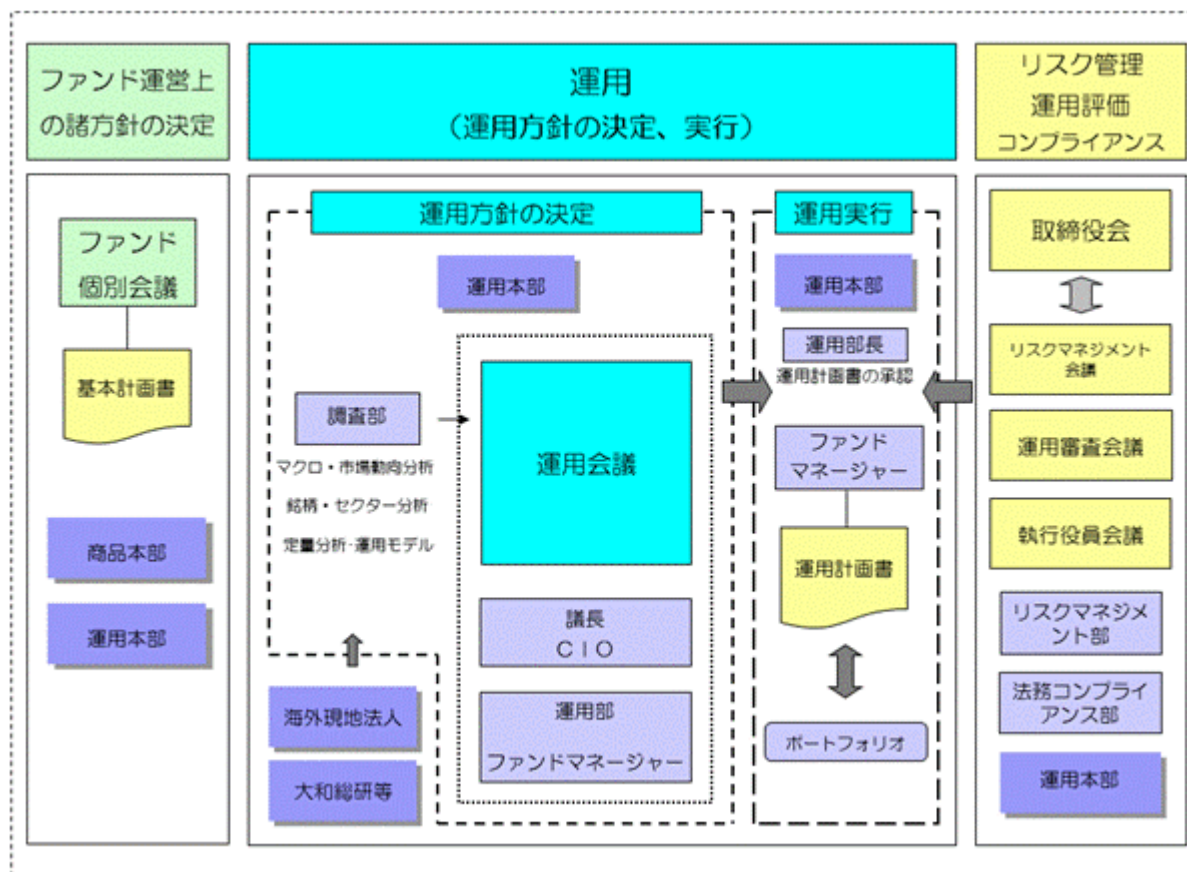 ファンド運営上
の諸方針の決定
運用
（運用方針の決定、実行）
リスク管理
運用評価
コンプライアンス
ファンド
個別会議
基本計画書
商品本部
運用本部
運用方針の決定
運用本部
調査部
マクロ・市場動向分析
銘柄・セクター分析
定量分析・運用モデル
運用会議
議長
ＣＩＯ
運用部
ファンドマネージャー
海外現地法人
大和総研等
運用実行
運用本部
運用部長
運用計画書の承認
ファンド
マネージャー
運用計画書
ポートフォリオ
取締役会
リスクマネジメント
会議
運用審査会議
執行役員会議
リスクマネジメ
ント部
法務コンプライ
アンス部
運用本部